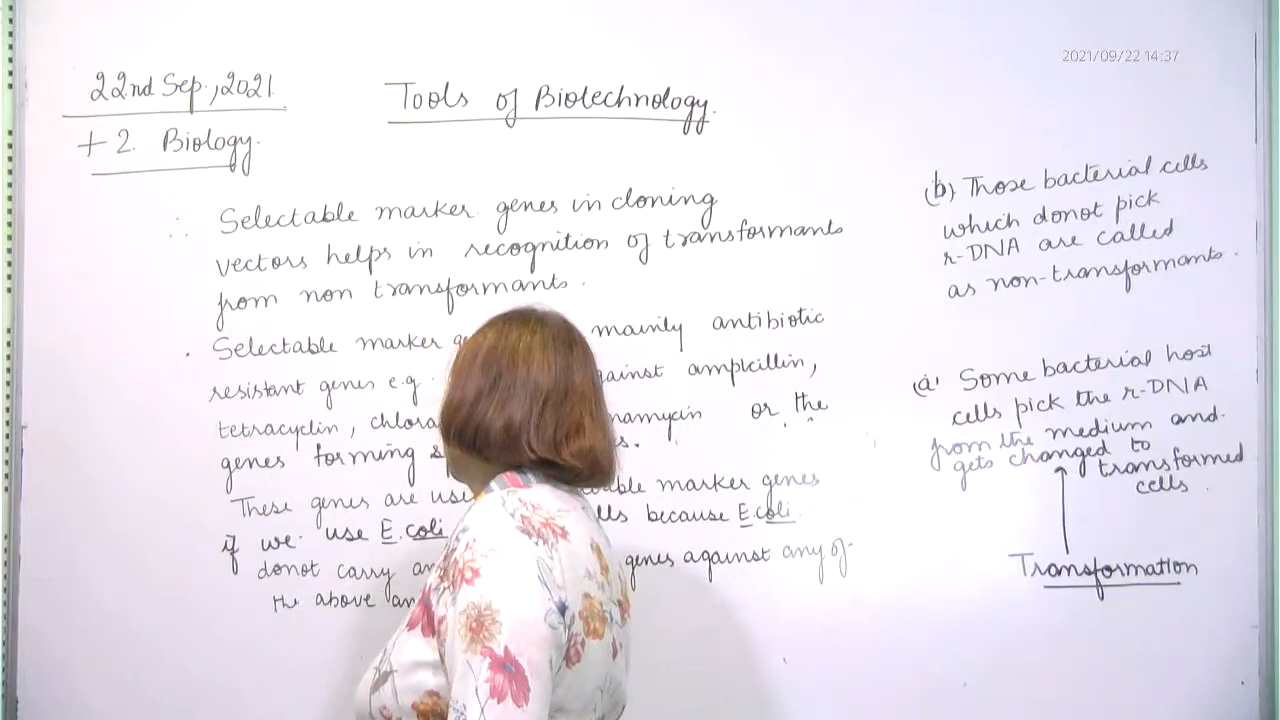 2021/09/22 14:37
22nd Sep., 2021
Tools of Biotechnology.
+2. Biology.
∴ Selectable marker genes in cloning
vectors helps in recognition of transformants
from non transformants.
. Selectable marker mainly antibiotic
resistant genes e.g. ampicillin,
tetracyclin, or the
genes forming
These genes are marker genes
if we use E.coli because E.coli
donot carry genes against any of
the above
(b) Those bacterial cells
which donot pick
r-DNA are called
as non-transformants.
(a) Some bacterial host
cells pick the r-DNA
from the medium and
gets changed to
transformed
cells.
Transformation